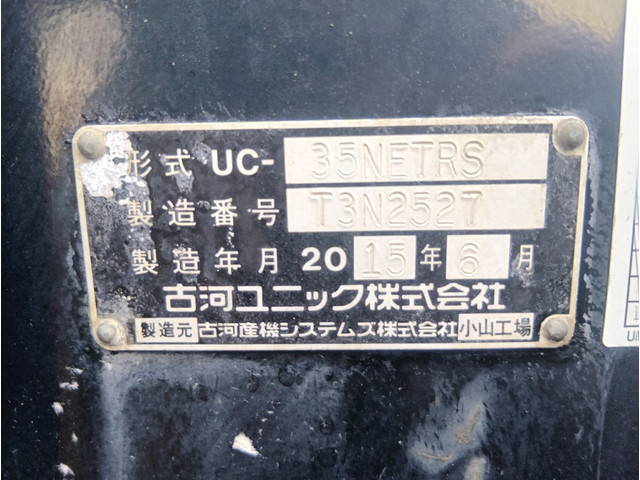 形式 UC-35NETRS
製造番号 T3N2527
製造年月 2015年6月
古河ユニック株式会社
製造元 古河産機システムズ株式会社 小山工場